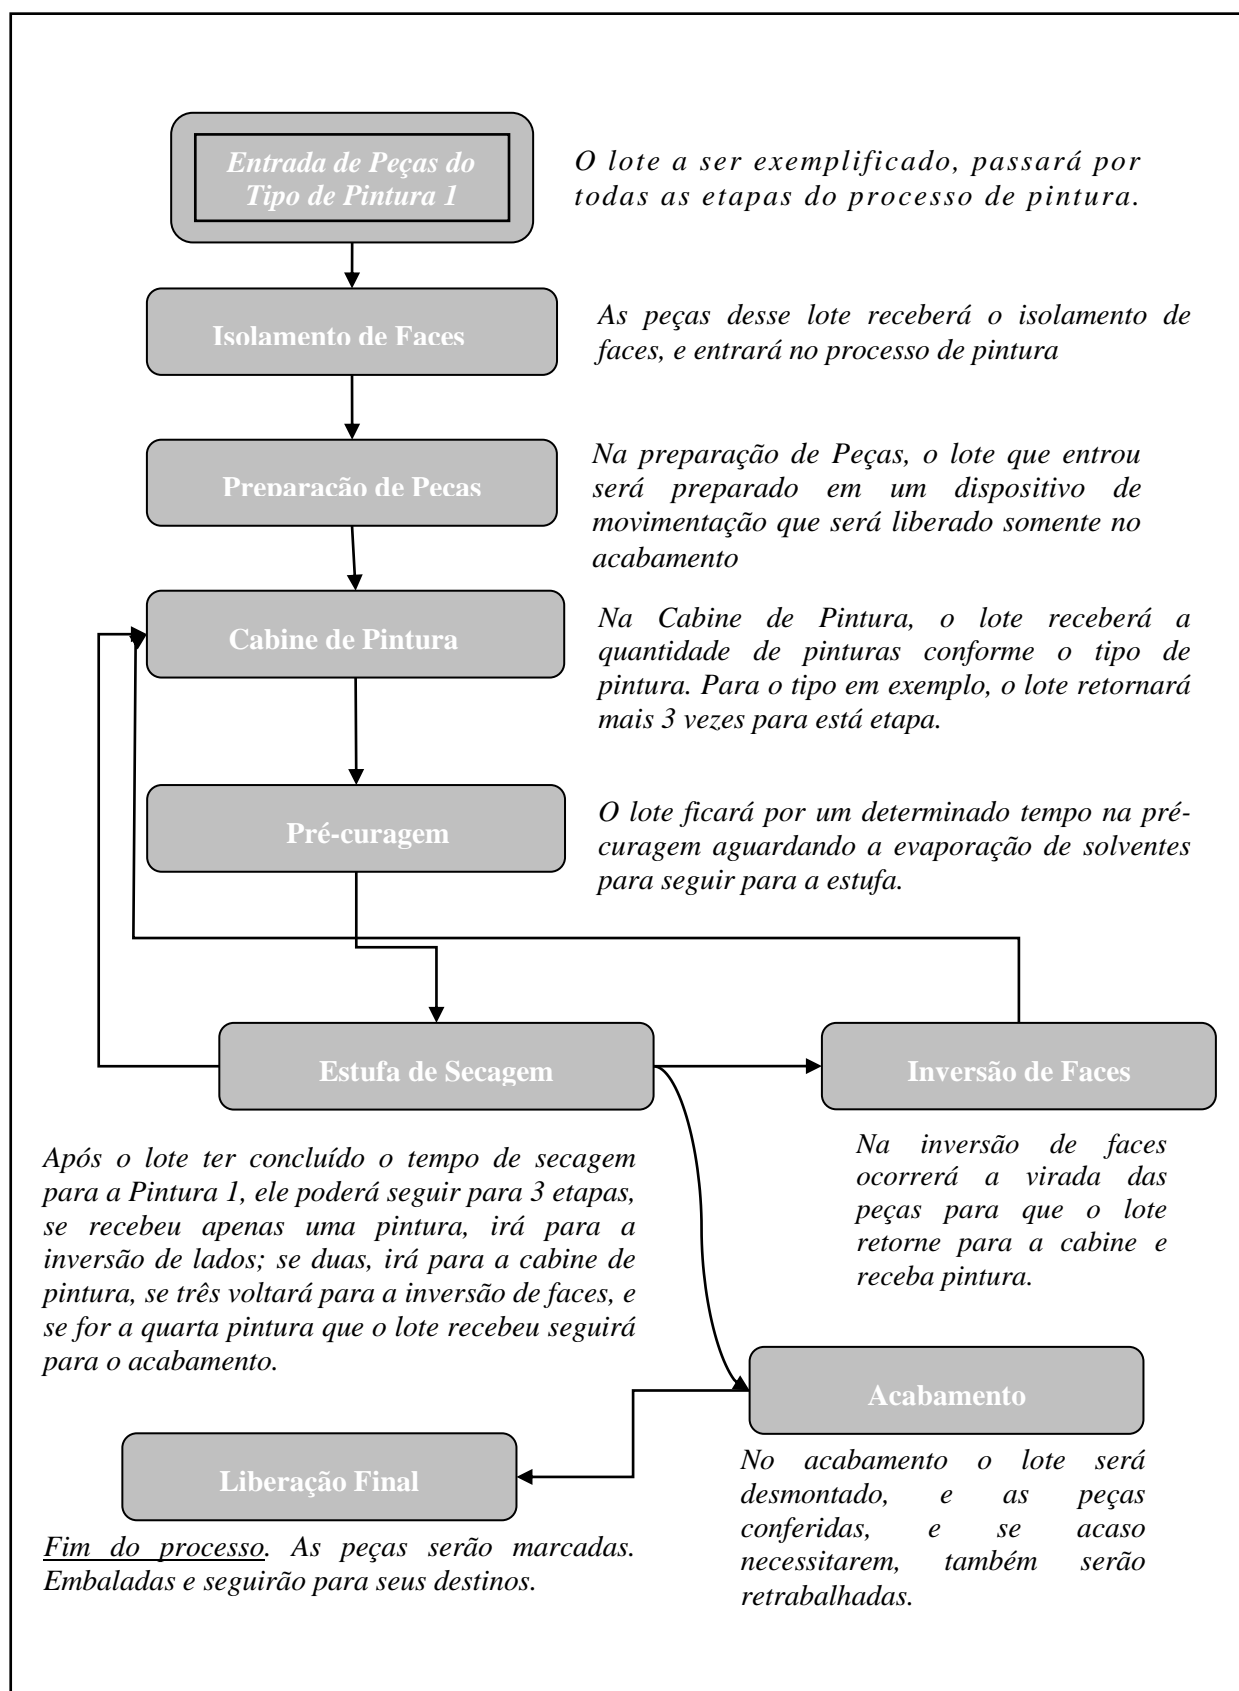 Entrada de Peças do
Tipo de Pintura 1
O lote a ser exemplificado, passará por
todas as etapas do processo de pintura.
Isolamento de Faces
As peças desse lote receberá o isolamento de
faces, e entrará no processo de pintura
Preparação de Peças
Na preparação de Peças, o lote que entrou
será preparado em um dispositivo de
movimentação que será liberado somente no
acabamento
Cabine de Pintura
Na Cabine de Pintura, o lote receberá a
quantidade de pinturas conforme o tipo de
pintura. Para o tipo em exemplo, o lote retornará
mais 3 vezes para está etapa.
Pré-curagem
O lote ficará por um determinado tempo na pré-
curagem aguardando a evaporação de solventes
para seguir para a estufa.
Estufa de Secagem
Inversão de Faces
Após o lote ter concluído o tempo de secagem
para a Pintura 1, ele poderá seguir para 3 etapas,
se recebeu apenas uma pintura, irá para a
inversão de lados; se duas, irá para a cabine de
pintura, se três voltará para a inversão de faces, e
se for a quarta pintura que o lote recebeu seguirá
para o acabamento.
Na inversão de faces
ocorrerá a virada das
peças para que o lote
retorne para a cabine e
receba pintura.
Acabamento
No acabamento o lote será
desmontado, e as peças
conferidas, e se acaso
necessitarem, também serão
retrabalhadas.
Liberação Final
Fim do processo. As peças serão marcadas.
Embaladas e seguirão para seus destinos.